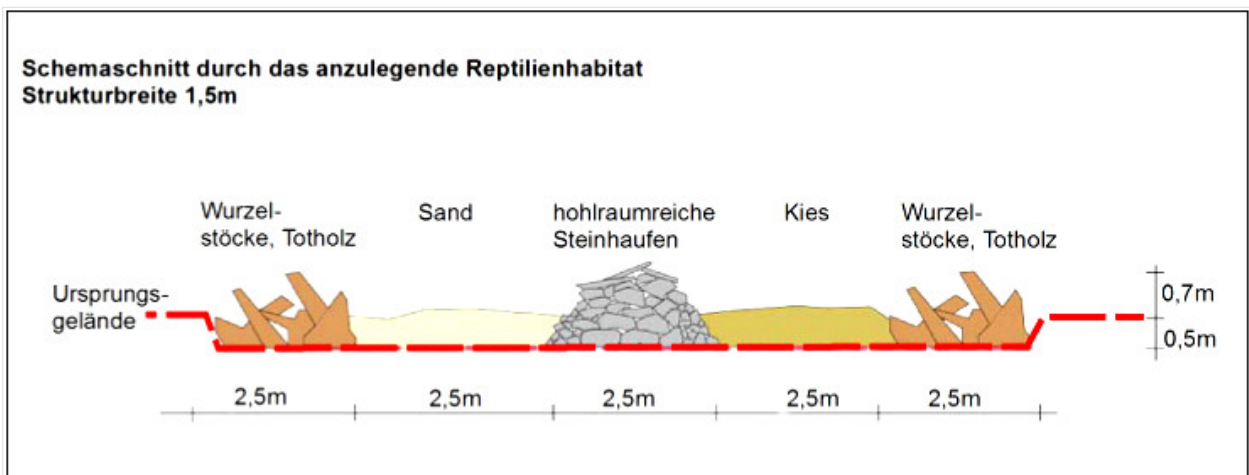 Schemaschnitt durch das anzulegende Reptilienhabitat
Strukturbreite 1,5m
Wurzel-
stöcke, Totholz
Sand
hohlraumreiche
Steinhaufen
Kies
Wurzel-
stöcke, Totholz
Ursprungs-
gelände
0,7m
0,5m
2,5m 2,5m 2,5m 2,5m 2,5m